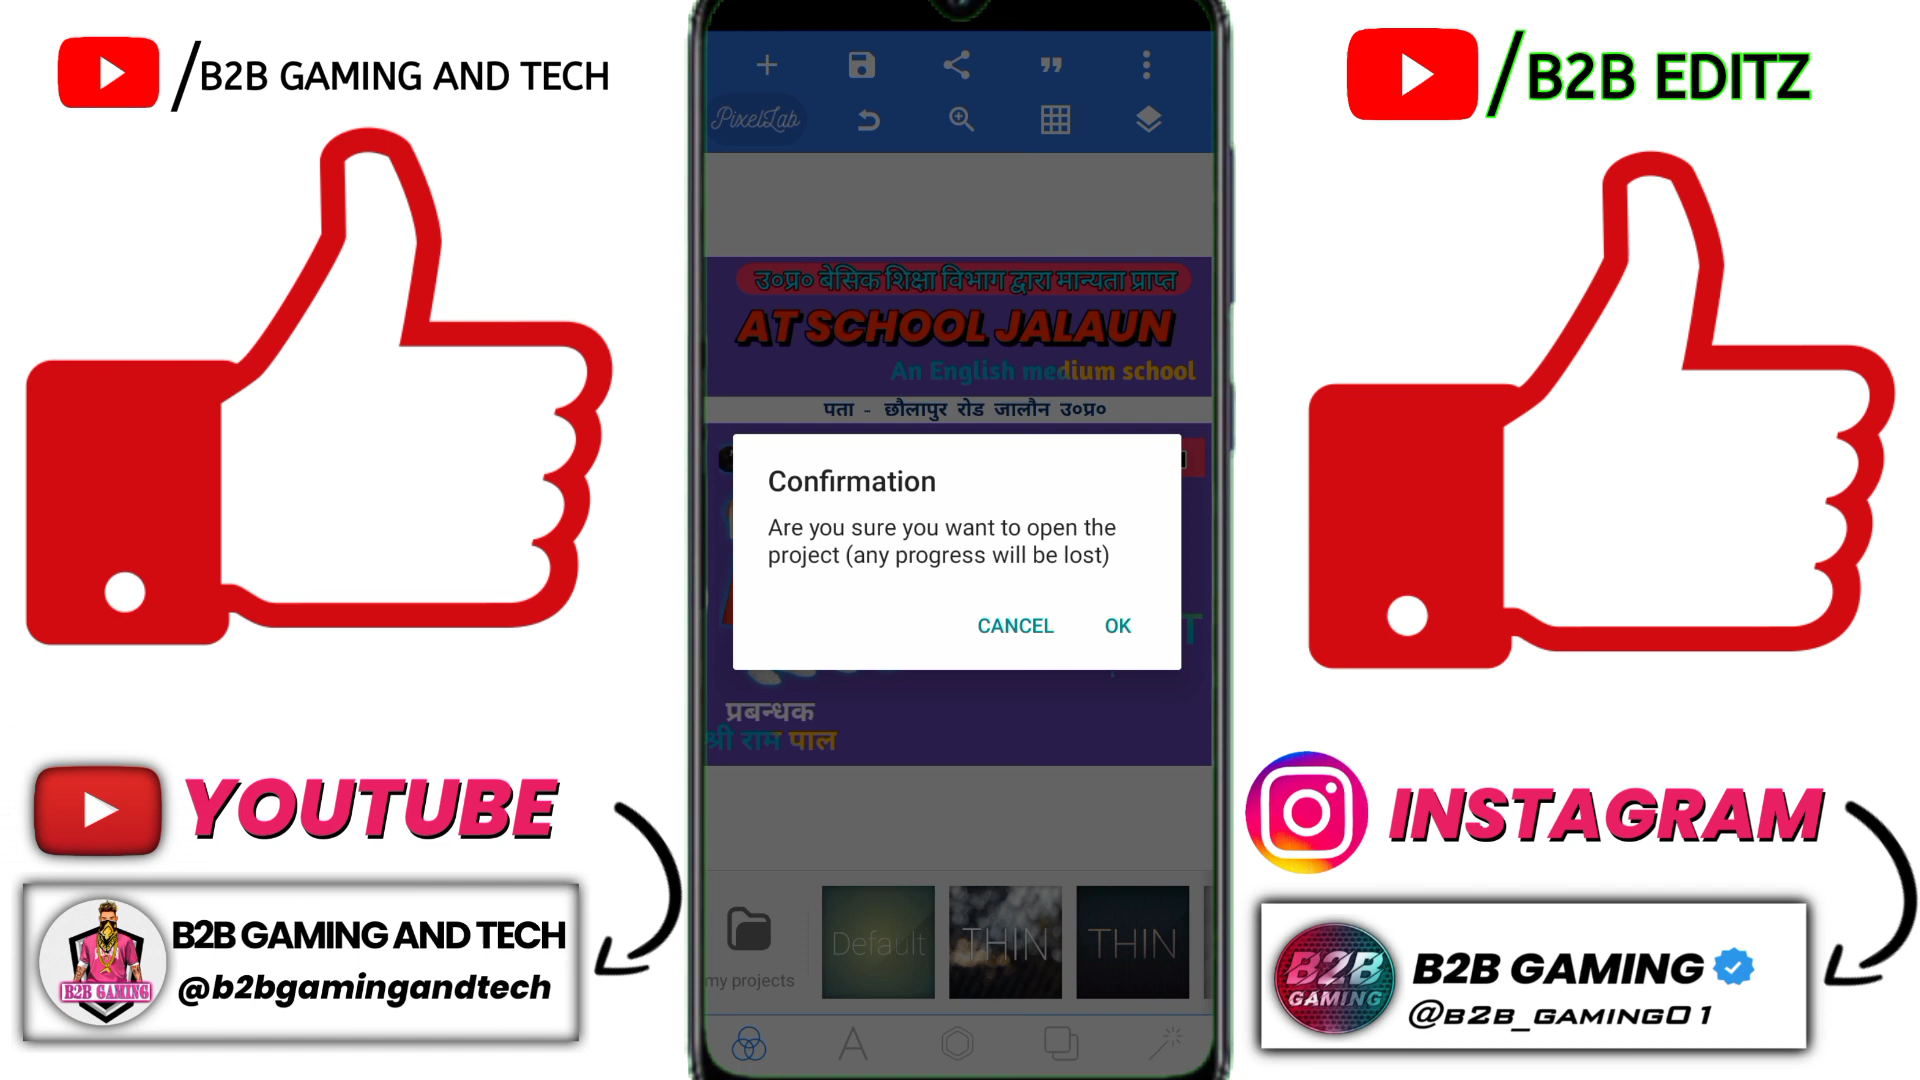 /B2B GAMING AND TECH
/B2B EDITZ
PixelLab
उ०प्र० बेसिक शिक्षा विभाग द्वारा मान्यता प्राप्त
AT SCHOOL JALAUN
An English medium school
पता - छौलापुर रोड जालौन उ०प्र०
Confirmation
Are you sure you want to open the
project (any progress will be lost)
CANCEL OK
प्रबन्धक
श्री राम पाल
YOUTUBE
B2B GAMING AND TECH
@b2bgamingandtech
B2B GAMING
INSTAGRAM
B2B GAMING
@B2B_GAMING01
B2B
GAMING
my projects
Default
THIN
THIN